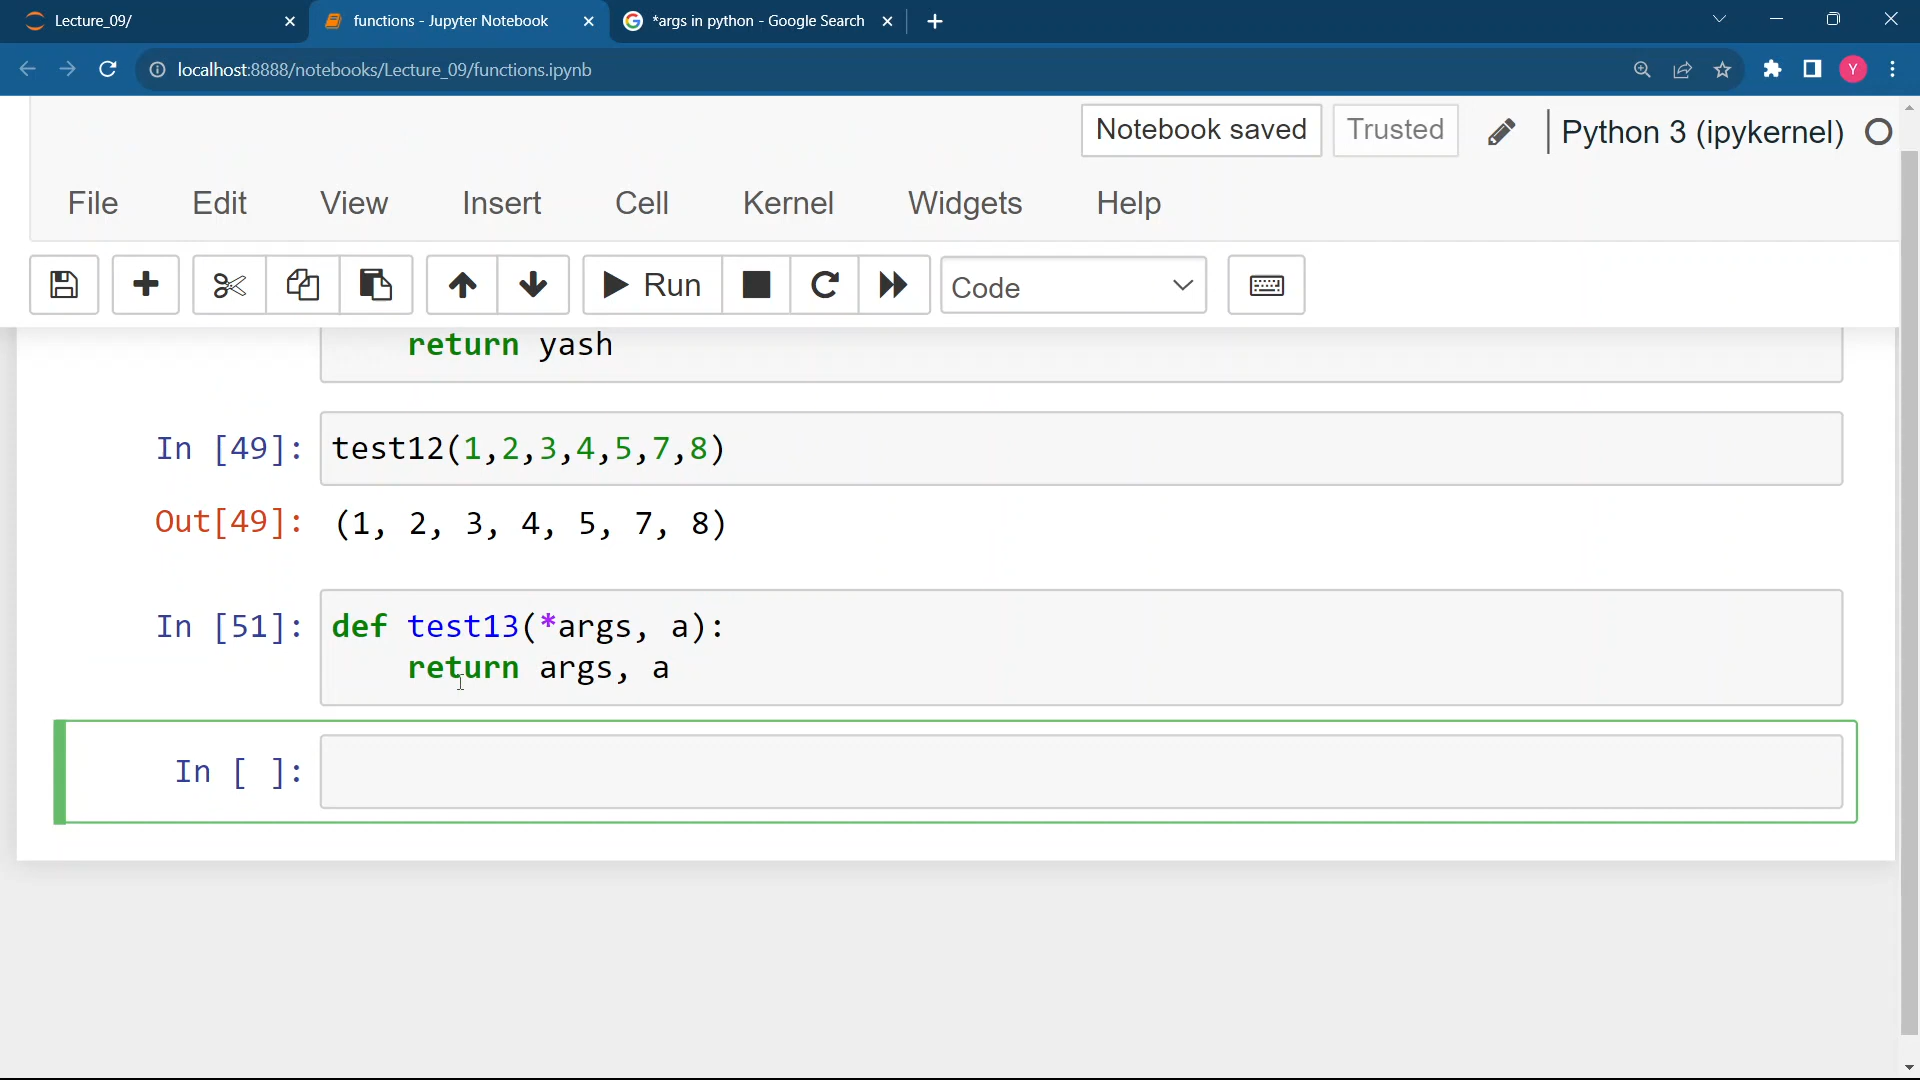 Lecture_09/
functions - Jupyter Notebook
*args in python - Google Search
localhost:8888/notebooks/Lecture_09/functions.ipynb
Y
Notebook saved
Trusted
Python 3 (ipykernel)
File Edit View Insert Cell Kernel Widgets Help
Run
Code
return yash
In [49]: test12(1,2,3,4,5,7,8)
Out[49]: (1, 2, 3, 4, 5, 7, 8)
In [51]: def test13(*args, a):
return args, a
In [ ]: